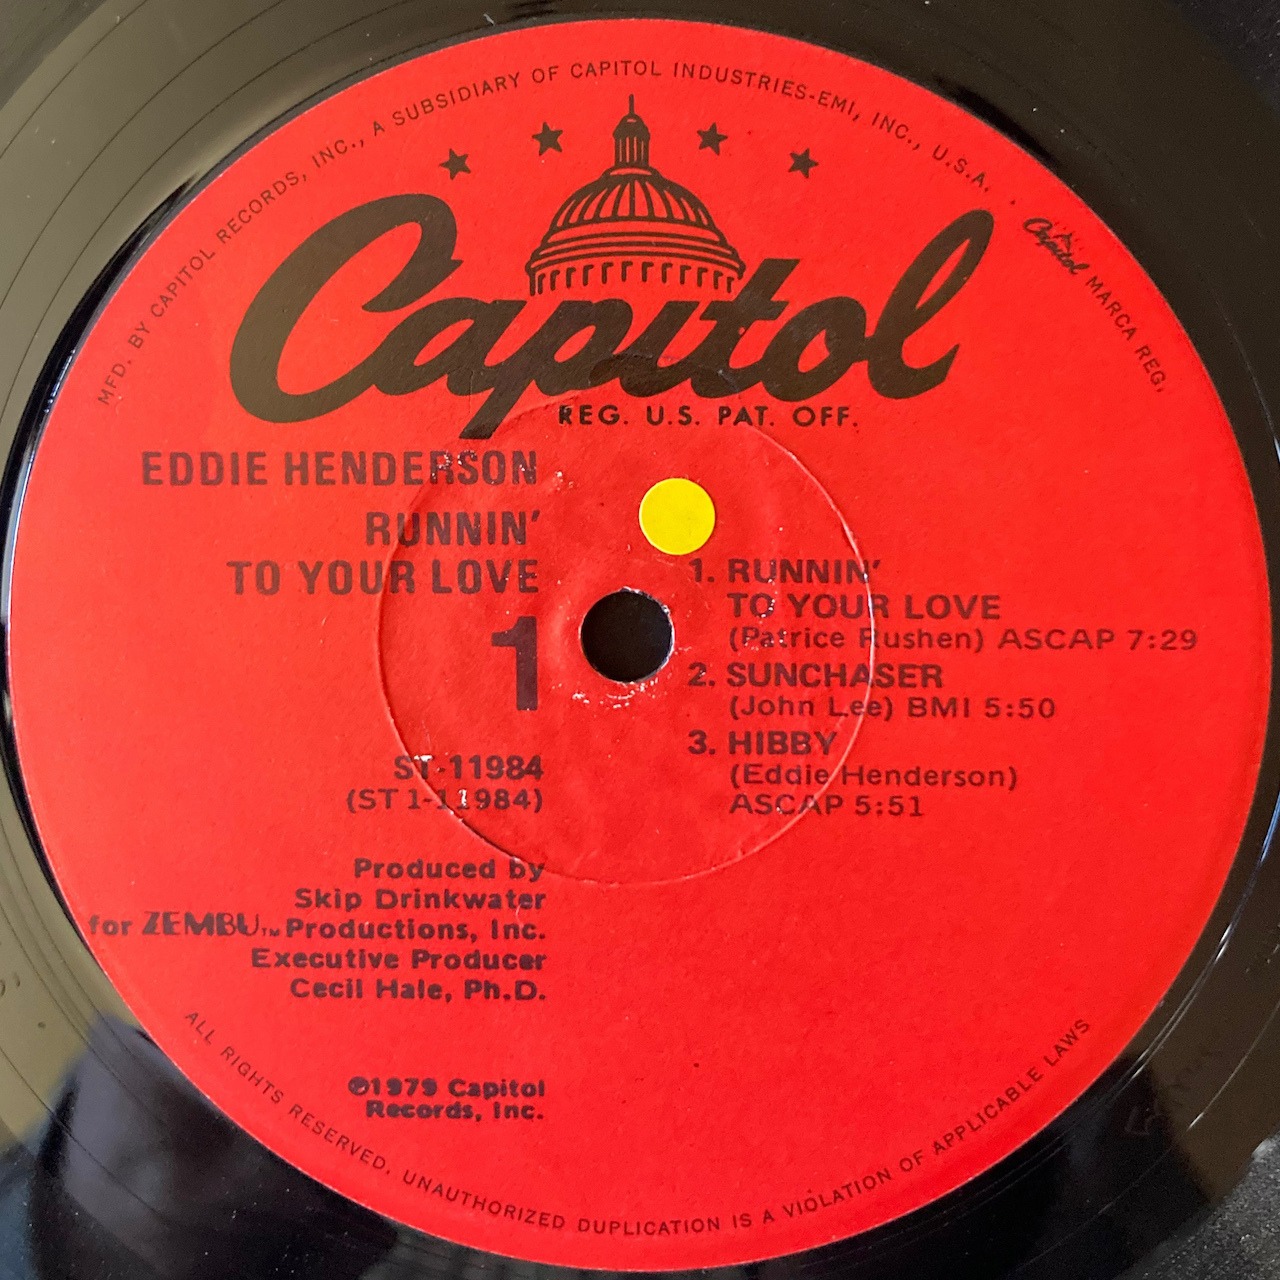 MFD. BY CAPITOL RECORDS, INC., A SUBSIDIARY OF CAPITOL INDUSTRIES-EMI, INC., U.S.A.
Capitol MARCA REG.
Capitol
REG. U.S. PAT. OFF.
EDDIE HENDERSON
RUNNIN'
TO YOUR LOVE
1
ST-11984
(ST 1-11984)
Produced by
Skip Drinkwater
for ZEMBU™ Productions, Inc.
Executive Producer
Cecil Hale, Ph.D.
℗1979 Capitol
Records, Inc.
1. RUNNIN'
TO YOUR LOVE
(Patrice Rushen) ASCAP 7:29
2. SUNCHASER
(John Lee) BMI 5:50
3. HIBBY
(Eddie Henderson)
ASCAP 5:51
ALL RIGHTS RESERVED. UNAUTHORIZED DUPLICATION IS A VIOLATION OF APPLICABLE LAWS